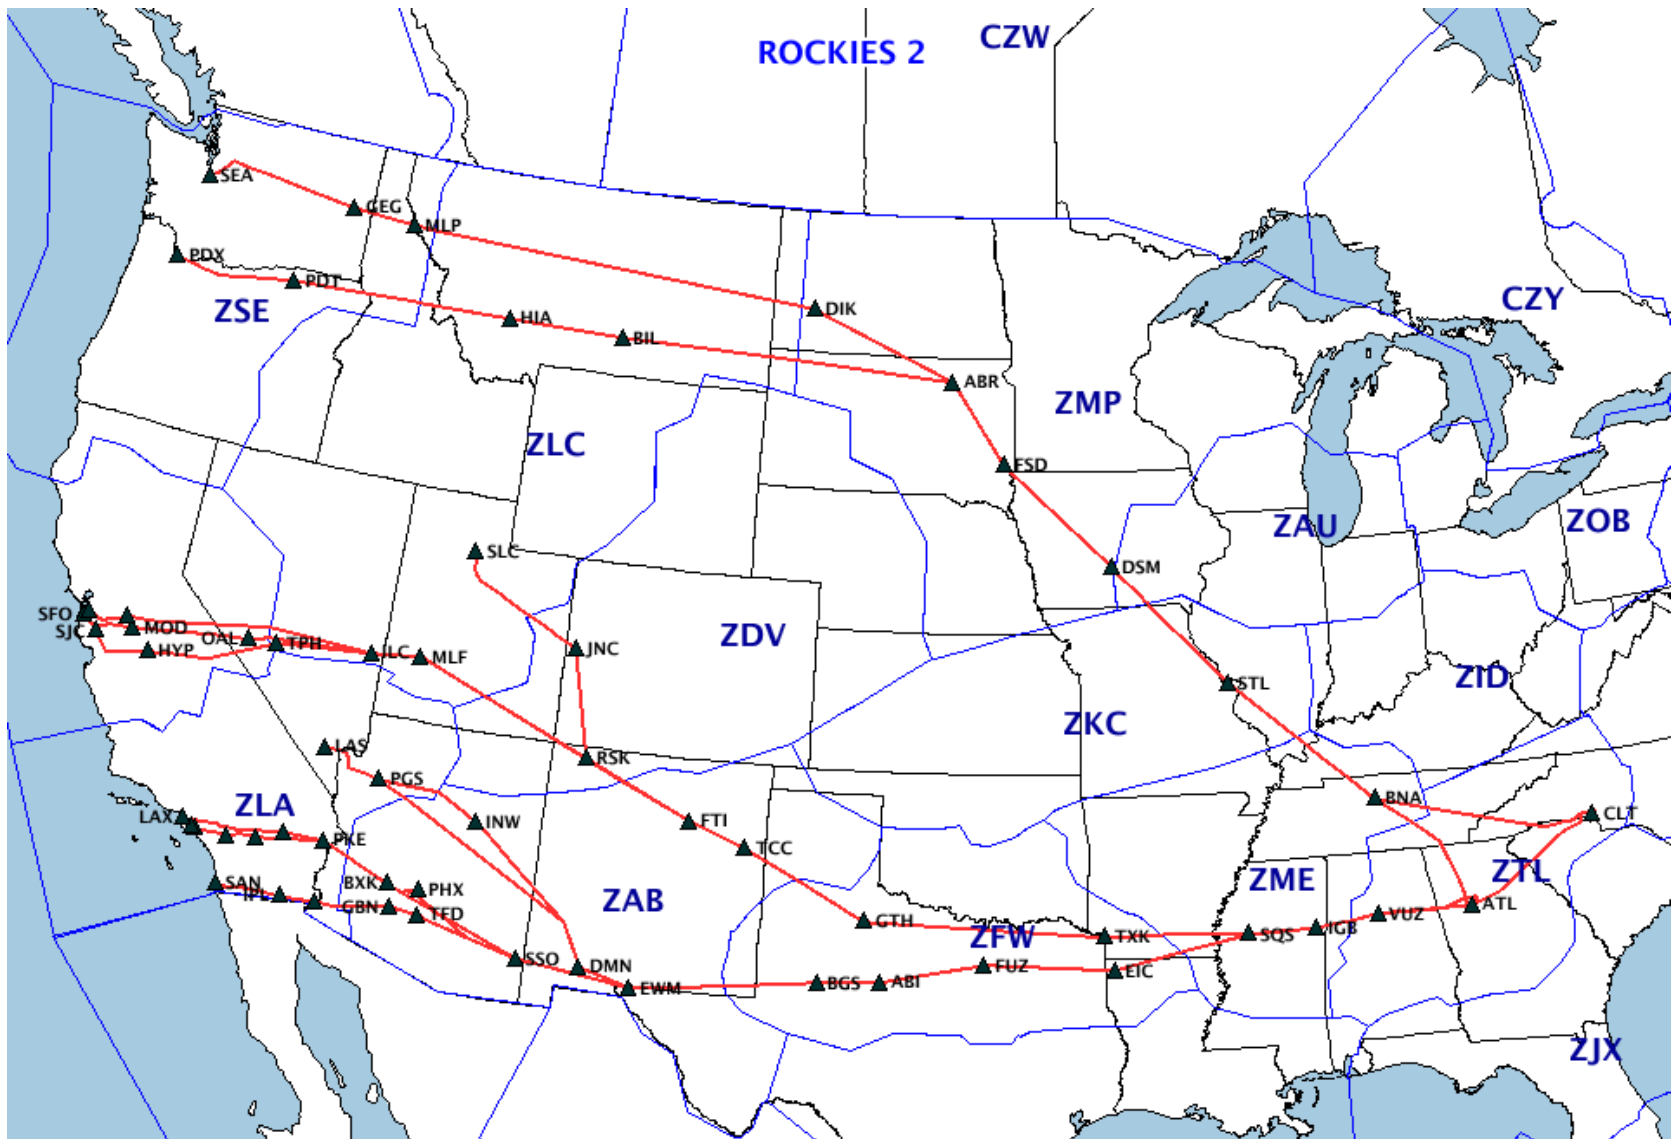 CZW
ROCKIES 2
SEA
GEG
MLP
PDX
PDT
ZSE
HIA
BIL
DIK
CZY
ABR
ZMP
ZLC
FSD
ZAU
ZOB
SLC
DSM
SFO
SJC
MOD
OAL
TPH
HYP
ILC
MLF
JNC
ZDV
ZID
STL
ZKC
LAS
RSK
PGS
BNA
LAX
ZLA
INW
FTI
CLT
PKE
TCC
ZTL
SAN
IPL
BXK
PHX
GBN
TFD
ZAB
ZME
ATL
GTH
ZFW
TXK
SQS
IGB
VUZ
SSO
DMN
EWM
BGS
ABI
FUZ
EIC
ZJX